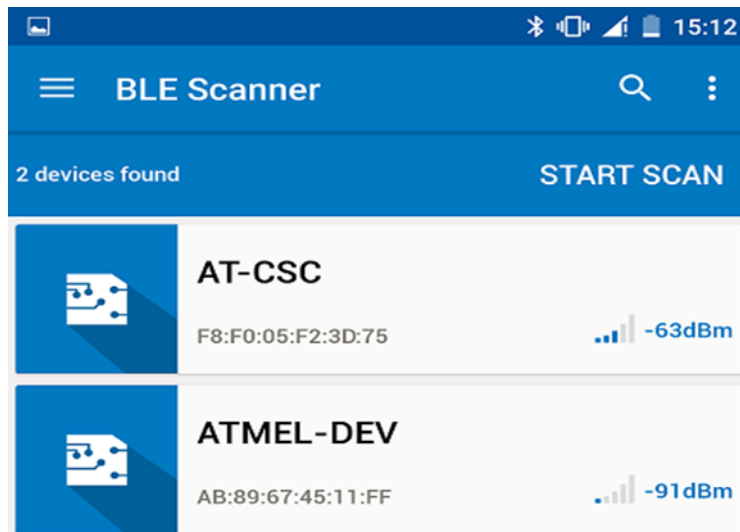 15:12
BLE Scanner
2 devices found START SCAN
AT-CSC
F8:F0:05:F2:3D:75 -63dBm
ATMEL-DEV
AB:89:67:45:11:FF -91dBm